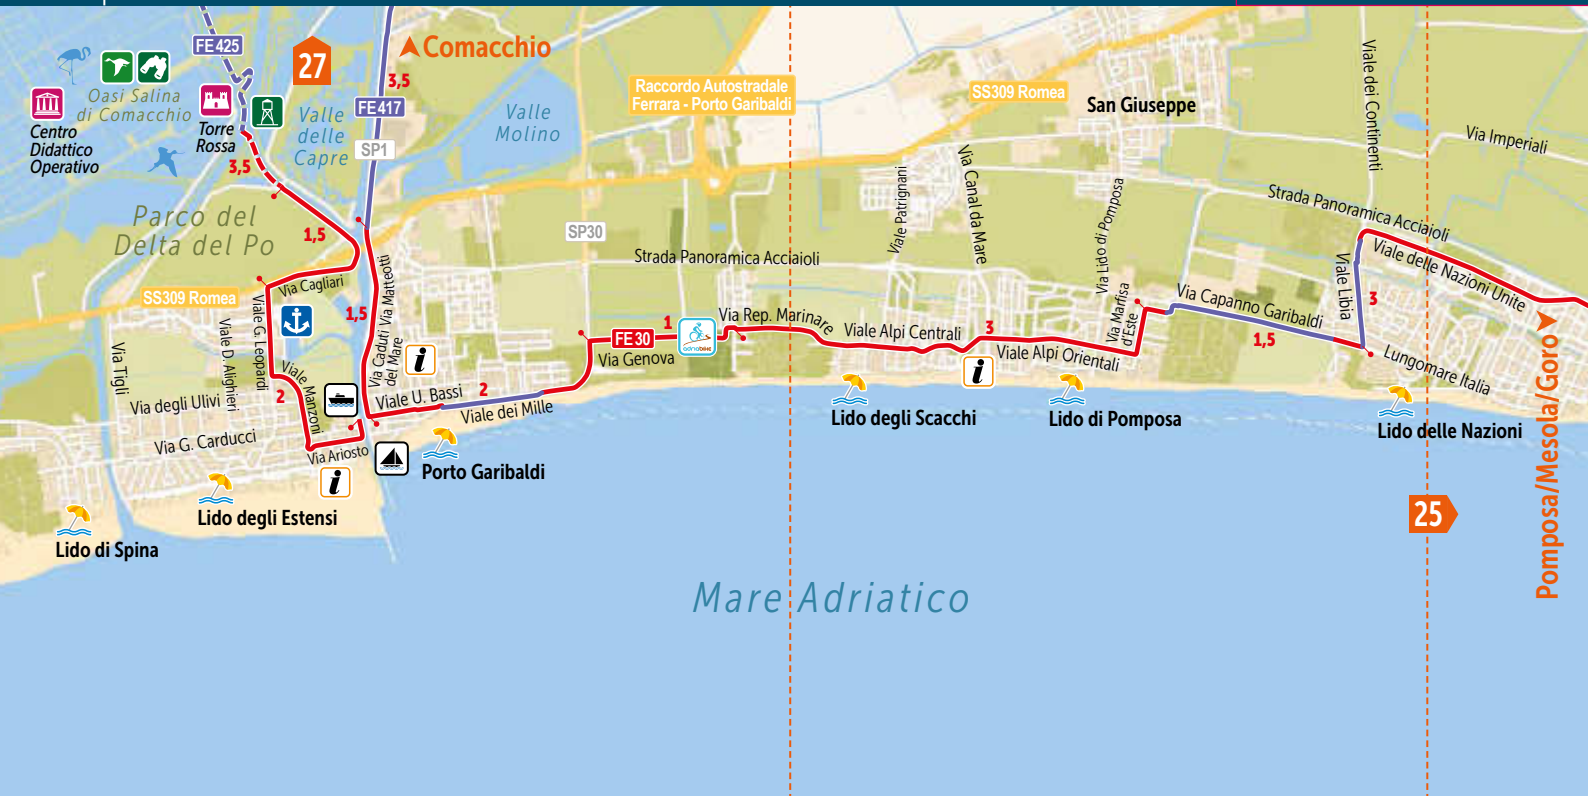 FE425
27
Comacchio
3,5
FE417
SP1
Oasi Salina
di Comacchio
Centro
Didattico
Operativo
Torre
Rossa
Valle
delle
Capre
Valle
Molino
3,5
Raccordo Autostradale
Ferrara - Porto Garibaldi
SS309 Romea
San Giuseppe
Viale dei Continenti
Via Imperiali
Parco del
Delta del Po
1,5
SP30
Strada Panoramica Acciaioli
Viale Patrignani
Via Canal da Mare
Via Lido di Pomposa
Strada Panoramica Acciaioli
Viale delle Nazioni Unite
SS309 Romea
Via Cagliari
Viale G. Leopardi
Viale D. Alighieri
Via Tigli
Via degli Ulivi
Via G. Carducci
Viale Manzoni
2
Via Ariosto
1,5
Via Caduti
del Mare
Via Matteotti
i
Viale U. Bassi
2
Viale dei Mille
FE30
Via Genova
1
adriabike
Via Rep. Marinare
Viale Alpi Centrali
3
Viale Alpi Orientali
Via Marfisa
d'Este
Via Capanno Garibaldi
1,5
Viale Libia
3
Lungomare Italia
i
i
Lido di Spina
Lido degli Estensi
Porto Garibaldi
Lido degli Scacchi
Lido di Pomposa
Lido delle Nazioni
25
Pomposa/Mesola/Goro
Mare Adriatico